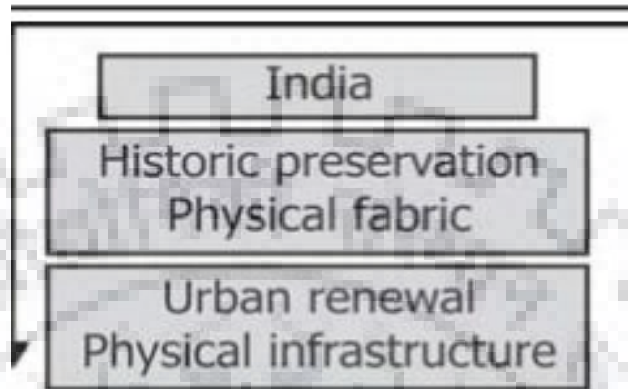 India
Historic preservation
Physical fabric
Urban renewal
Physical infrastructure